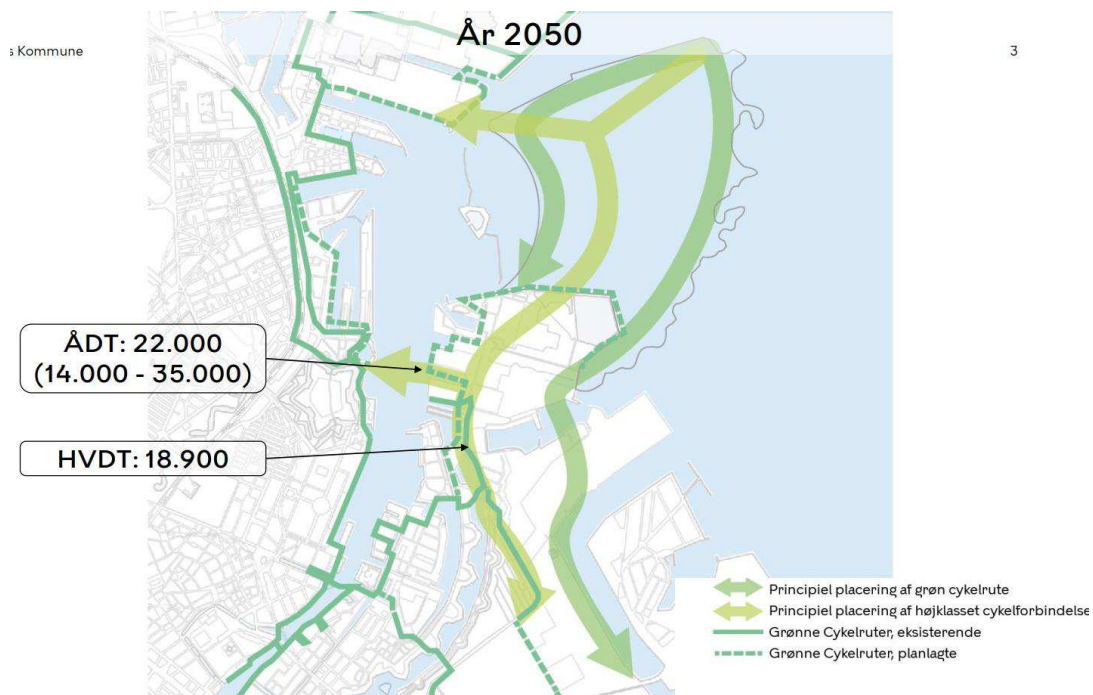 År 2050
s Kommune
3
ÅDT: 22.000
(14.000 - 35.000)
HVDT: 18.900
Principiel placering af grøn cykelrute
Principiel placering af højklasset cykelforbindelse
Grønne Cykelruter, eksisterende
Grønne Cykelruter, planlagte